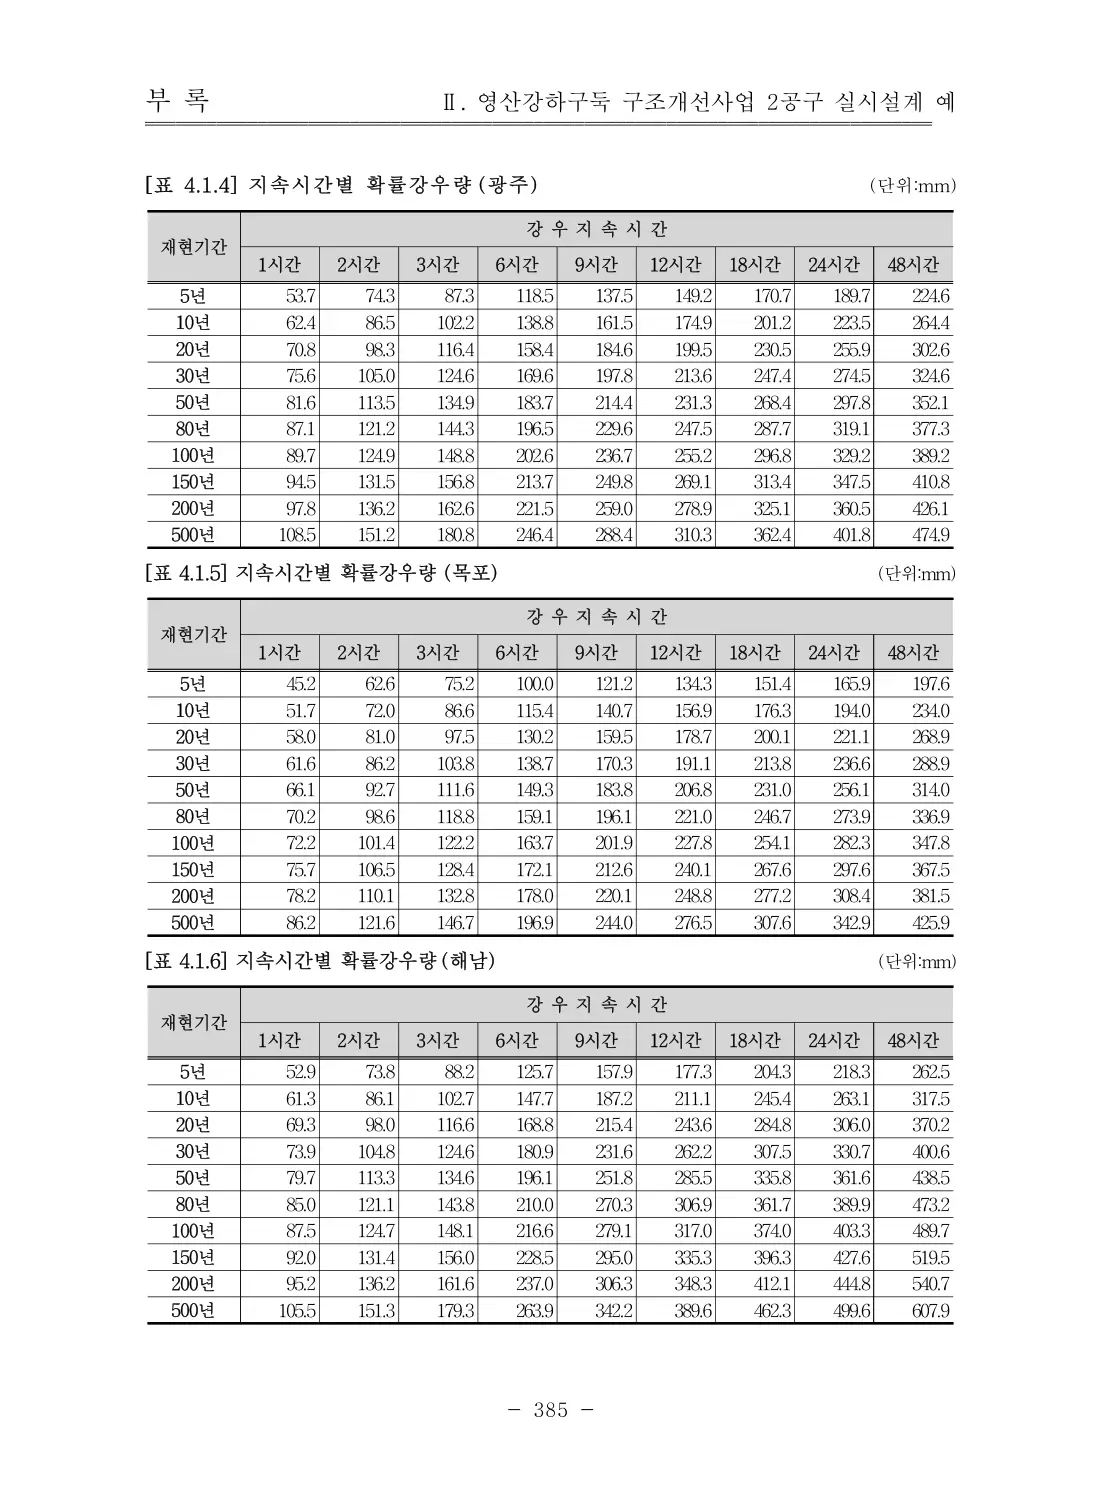 부 록 Ⅱ. 영산강하구둑 구조개선사업 2공구 실시설계 예
[표 4.1.4] 지속시간별 확률강우량(광주) (단위:mm)
재현기간 강 우 지 속 시 간
1시간 2시간 3시간 6시간 9시간 12시간 18시간 24시간 48시간
5년 53.7 74.3 87.3 118.5 137.5 149.2 170.7 189.7 224.6
10년 62.4 86.5 102.2 138.8 161.5 174.9 201.2 223.5 264.4
20년 70.8 98.3 116.4 158.4 184.6 199.5 230.5 255.9 302.6
30년 75.6 105.0 124.6 169.6 197.8 213.6 247.4 274.5 324.6
50년 81.6 113.5 134.9 183.7 214.4 231.3 268.4 297.8 352.1
80년 87.1 121.2 144.3 196.5 229.6 247.5 287.7 319.1 377.3
100년 89.7 124.9 148.8 202.6 236.7 255.2 296.8 329.2 389.2
150년 94.5 131.5 156.8 213.7 249.8 269.1 313.4 347.5 410.8
200년 97.8 136.2 162.6 221.5 259.0 278.9 325.1 360.5 426.1
500년 108.5 151.2 180.8 246.4 288.4 310.3 362.4 401.8 474.9
[표 4.1.5] 지속시간별 확률강우량 (목포) (단위:mm)
재현기간 강 우 지 속 시 간
1시간 2시간 3시간 6시간 9시간 12시간 18시간 24시간 48시간
5년 45.2 62.6 75.2 100.0 121.2 134.3 151.4 165.9 197.6
10년 51.7 72.0 86.6 115.4 140.7 156.9 176.3 194.0 234.0
20년 58.0 81.0 97.5 130.2 159.5 178.7 200.1 221.1 268.9
30년 61.6 86.2 103.8 138.7 170.3 191.1 213.8 236.6 288.9
50년 66.1 92.7 111.6 149.3 183.8 206.8 231.0 256.1 314.0
80년 70.2 98.6 118.8 159.1 196.1 221.0 246.7 273.9 336.9
100년 72.2 101.4 122.2 163.7 201.9 227.8 254.1 282.3 347.8
150년 75.7 106.5 128.4 172.1 212.6 240.1 267.6 297.6 367.5
200년 78.2 110.1 132.8 178.0 220.1 248.8 277.2 308.4 381.5
500년 86.2 121.6 146.7 196.9 244.0 276.5 307.6 342.9 425.9
[표 4.1.6] 지속시간별 확률강우량(해남) (단위:mm)
재현기간 강 우 지 속 시 간
1시간 2시간 3시간 6시간 9시간 12시간 18시간 24시간 48시간
5년 52.9 73.8 88.2 125.7 157.9 177.3 204.3 218.3 262.5
10년 61.3 86.1 102.7 147.7 187.2 211.1 245.4 263.1 317.5
20년 69.3 98.0 116.6 168.8 215.4 243.6 284.8 306.0 370.2
30년 73.9 104.8 124.6 180.9 231.6 262.2 307.5 330.7 400.6
50년 79.7 113.3 134.6 196.1 251.8 285.5 335.8 361.6 438.5
80년 85.0 121.1 143.8 210.0 270.3 306.9 361.7 389.9 473.2
100년 87.5 124.7 148.1 216.6 279.1 317.0 374.0 403.3 489.7
150년 92.0 131.4 156.0 228.5 295.0 335.3 396.3 427.6 519.5
200년 95.2 136.2 161.6 237.0 306.3 348.3 412.1 444.8 540.7
500년 105.5 151.3 179.3 263.9 342.2 389.6 462.3 499.6 607.9
- 385 -